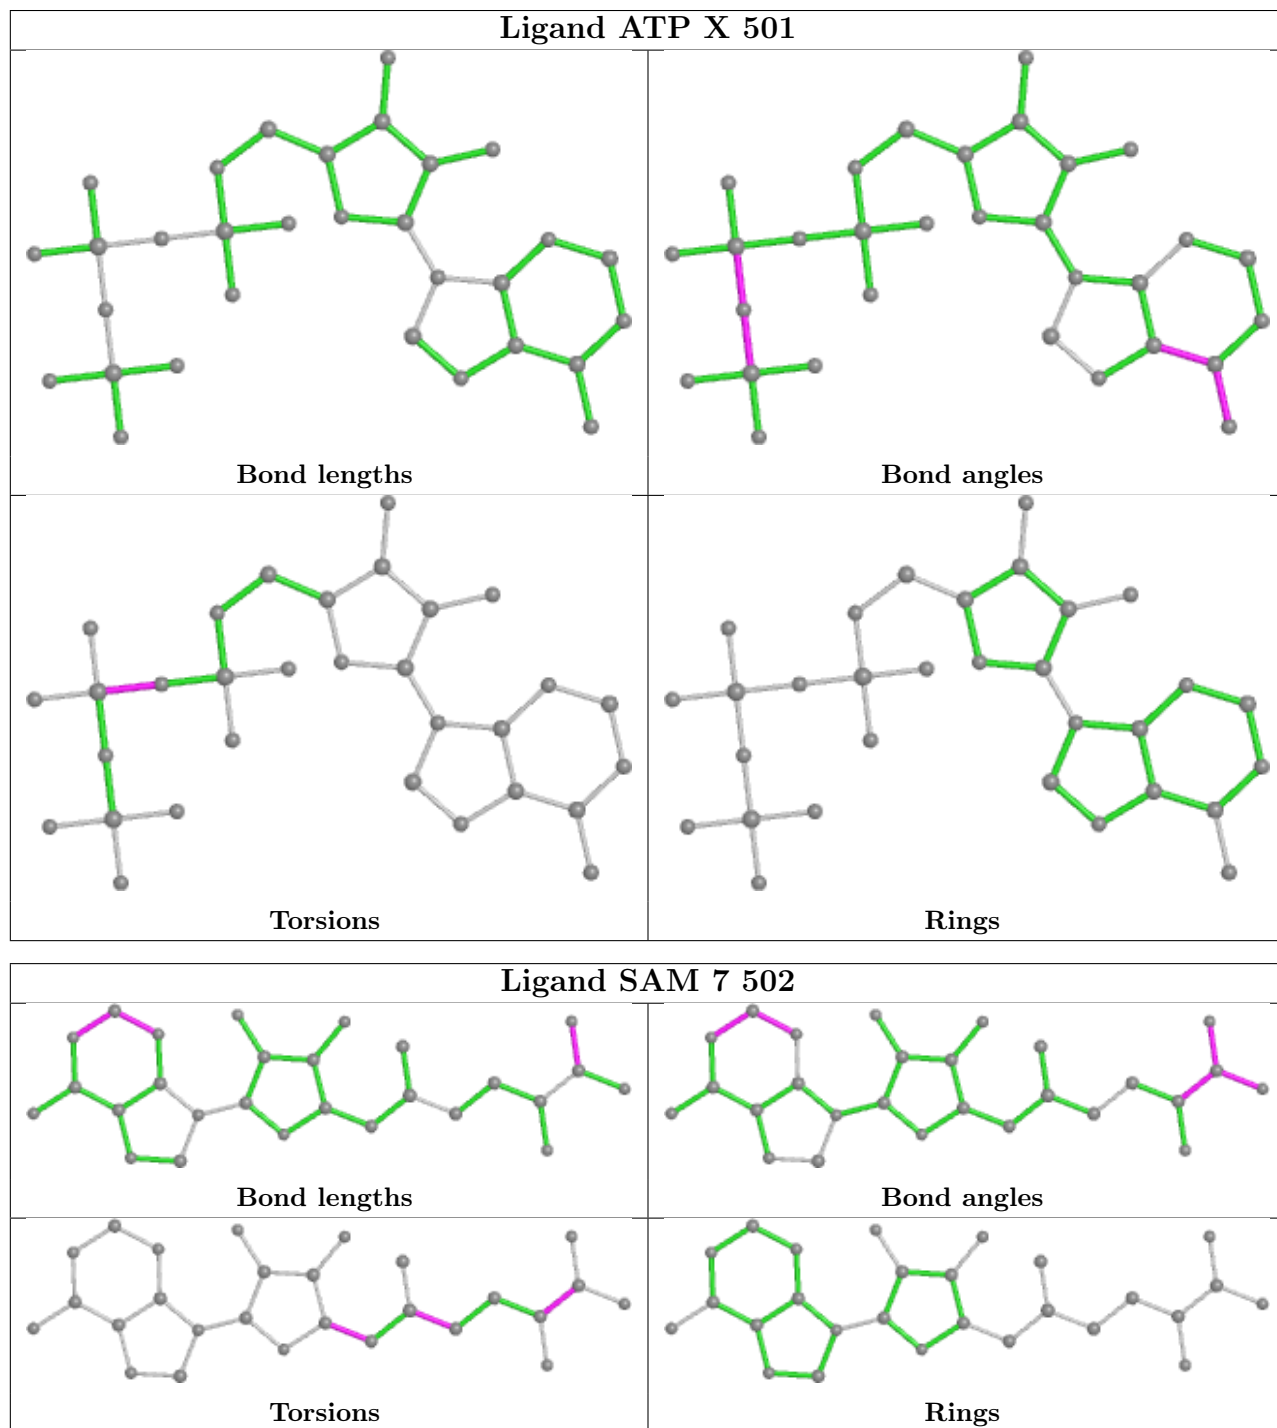 Ligand ATP X 501
Bond lengths
Bond angles
Torsions
Rings
Ligand SAM 7 502
Bond lengths
Bond angles
Torsions
Rings